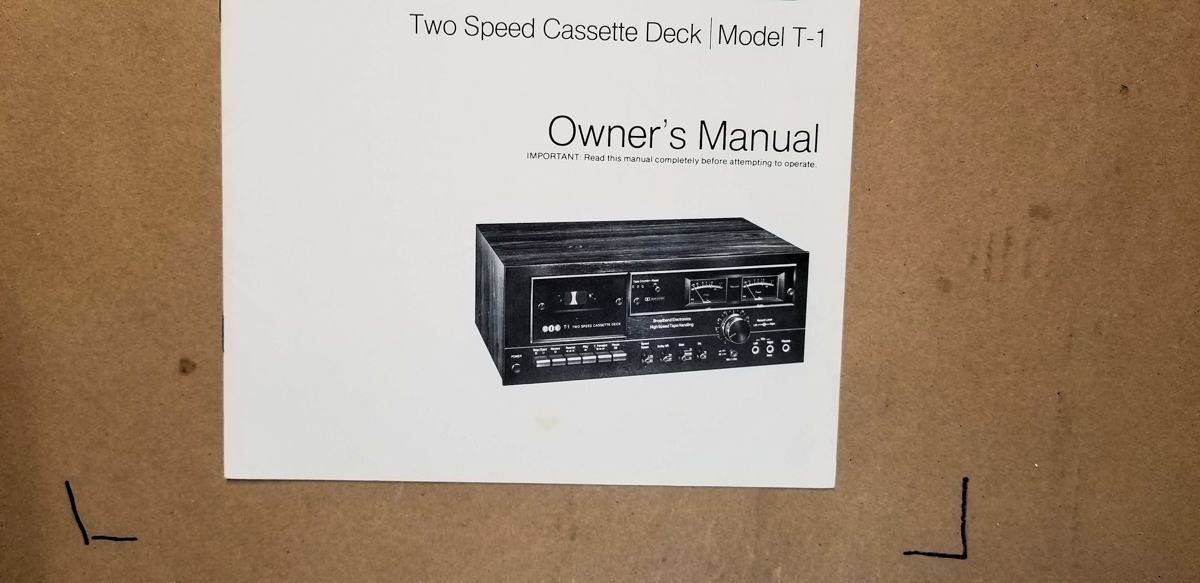 Two Speed Cassette Deck | Model T-1
Owner's Manual
IMPORTANT: Read this manual completely before attempting to operate.
T-1 TWO SPEED CASSETTE DECK
Broadband Electronics
High Speed Tape Handling
POWER